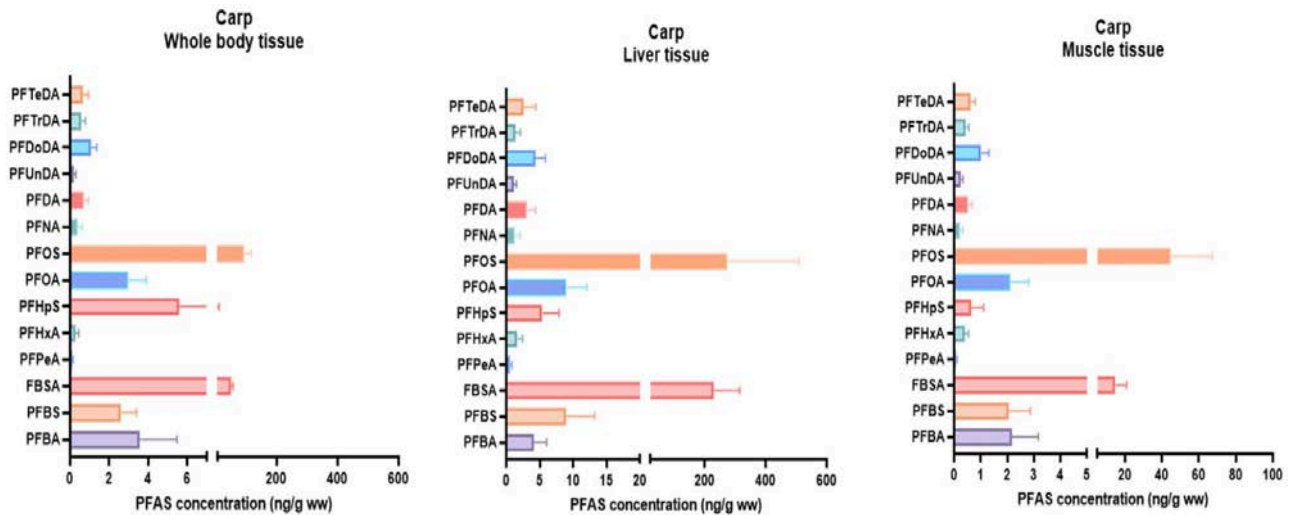 Carp
Whole body tissue
PFTeDA
PFTrDA
PFDoDA
PFUnDA
PFDA
PFNA
PFOS
PFOA
PFHpS
PFHxA
PFPeA
FBSA
PFBS
PFBA
0 2 4 6 200 400 600
PFAS concentration (ng/g ww)
Carp
Liver tissue
PFTeDA
PFTrDA
PFDoDA
PFUnDA
PFDA
PFNA
PFOS
PFOA
PFHpS
PFHxA
PFPeA
FBSA
PFBS
PFBA
0 5 10 15 20 200 400 600
PFAS concentration (ng/g ww)
Carp
Muscle tissue
PFTeDA
PFTrDA
PFDoDA
PFUnDA
PFDA
PFNA
PFOS
PFOA
PFHpS
PFHxA
PFPeA
FBSA
PFBS
PFBA
0 1 2 3 4 5 20 40 60 80 100
PFAS concentration (ng/g ww)